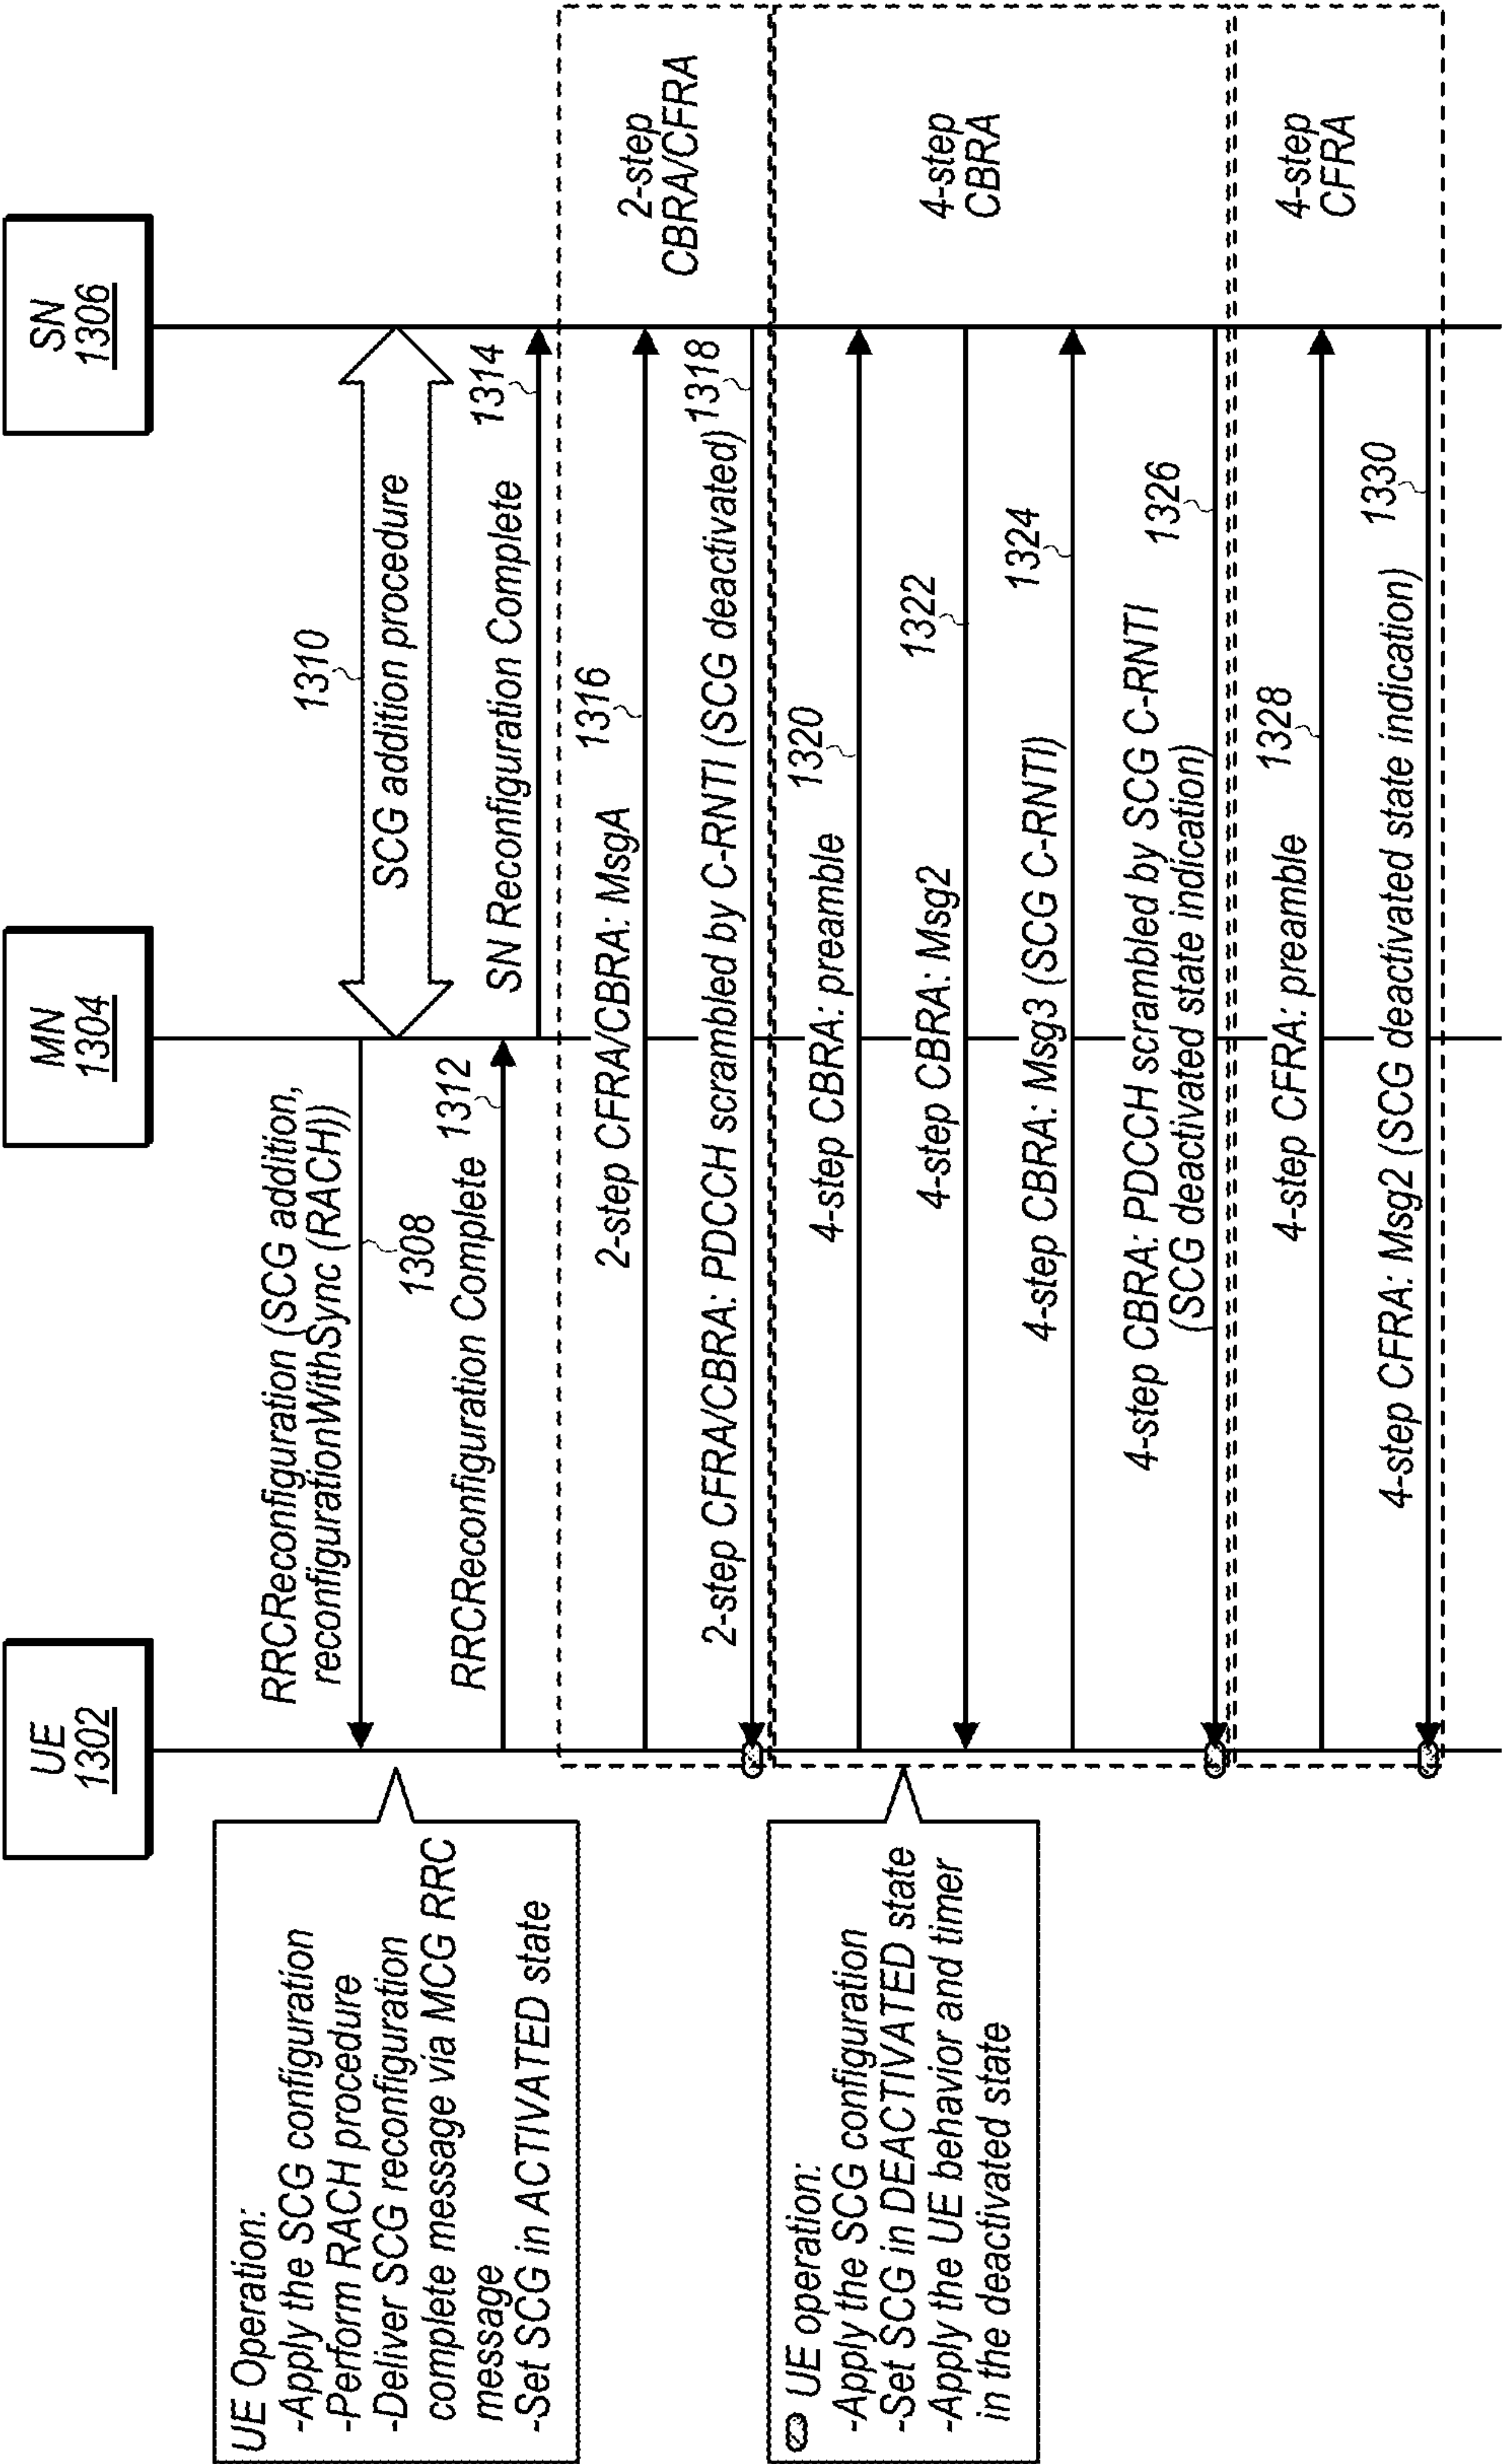 UE
1302
MN
1304
SN
1306
UE Operation:
-Apply the SCG configuration
-Perform RACH procedure
-Deliver SCG reconfiguration
complete message via MCG RRC
message
-Set SCG in ACTIVATED state
RRCReconfiguration (SCG addition,
reconfigurationWithSync (RACH))
1308
1310
SCG addition procedure
RRCReconfiguration Complete 1312
SN Reconfiguration Complete 1314
2-step CFRA/CBRA: MsgA 1316
2-step
CBRA/CFRA
2-step CFRA/CBRA: PDCCH scrambled by C-RNTI (SCG deactivated) 1318
UE operation:
-Apply the SCG configuration
-Set SCG in DEACTIVATED state
-Apply the UE behavior and timer
in the deactivated state
4-step CBRA: preamble 1320
4-step CBRA: Msg2 1322
4-step
CBRA
4-step CBRA: Msg3 (SCG C-RNTI) 1324
4-step CBRA: PDCCH scrambled by SCG C-RNTI 1326
(SCG deactivated state indication)
4-step CFRA: preamble 1328
4-step
CFRA
4-step CFRA: Msg2 (SCG deactivated state indication) 1330